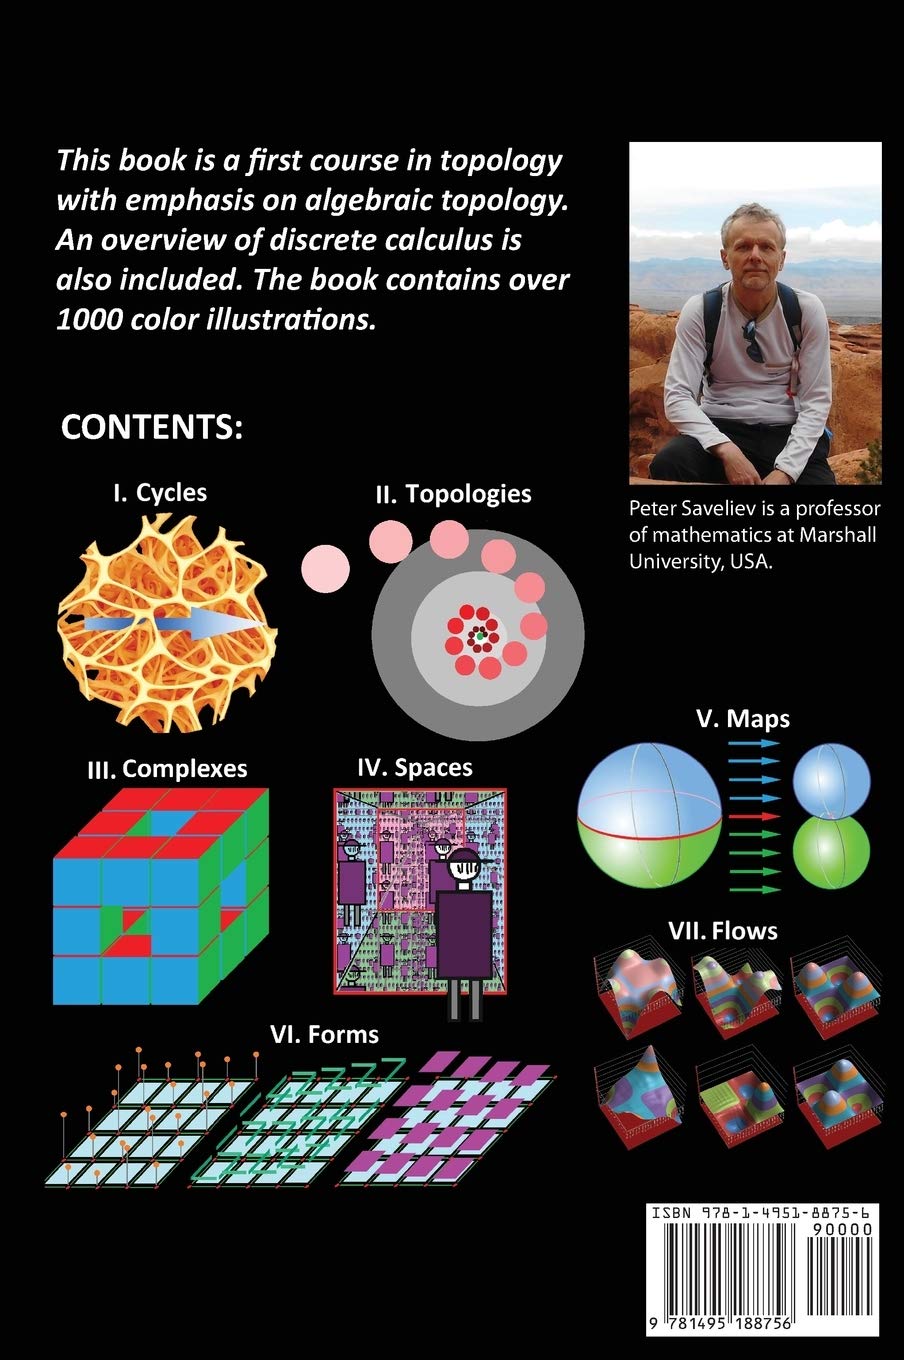 This book is a first course in topology
with emphasis on algebraic topology.
An overview of discrete calculus is
also included. The book contains over
1000 color illustrations.
Peter Saveliev is a professor
of mathematics at Marshall
University, USA.
CONTENTS:
I. Cycles
II. Topologies
III. Complexes
IV. Spaces
V. Maps
VI. Forms
VII. Flows
ISBN 978-1-4951-8875-6
90000
9 781495 188756